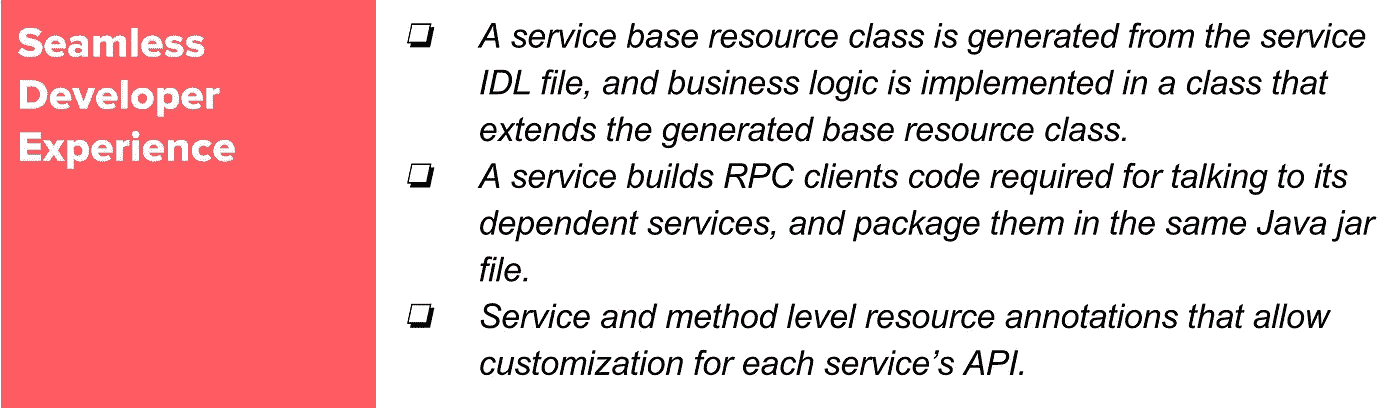 Seamless
Developer
Experience
❏ A service base resource class is generated from the service
IDL file, and business logic is implemented in a class that
extends the generated base resource class.
❏ A service builds RPC clients code required for talking to its
dependent services, and package them in the same Java jar
file.
❏ Service and method level resource annotations that allow
customization for each service’s API.